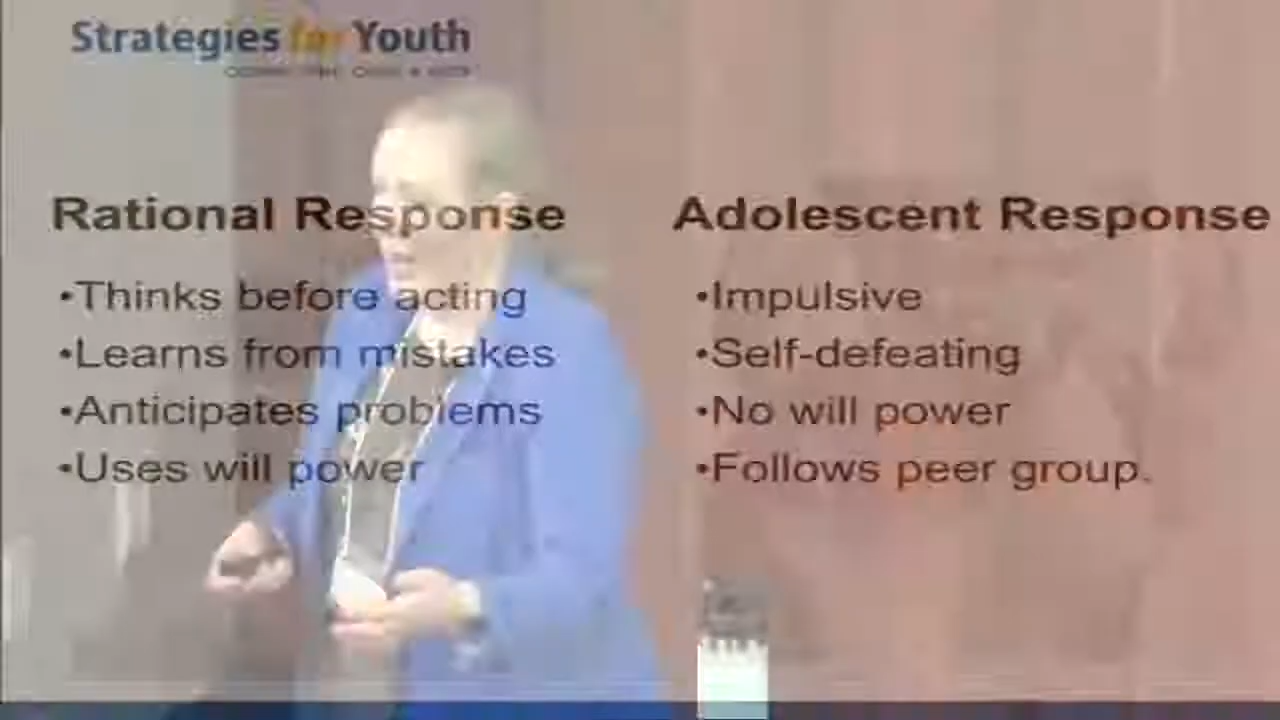 Strategies for Youth
Rational Response
•Thinks before acting
•Learns from mistakes
•Anticipates problems
•Uses will power
Adolescent Response
•Impulsive
•Self-defeating
•No will power
•Follows peer group.